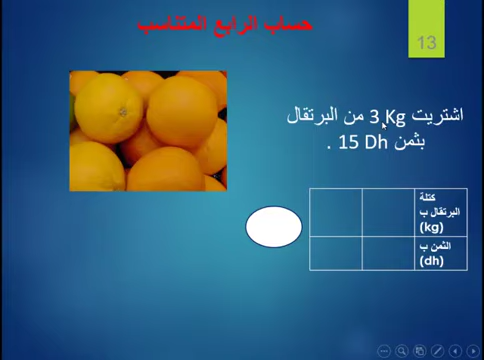 حساب الرابع المتناسب
13
اشتريت 3 Kg من البرتقال
بثمن 15 Dh .
كتلة
البرتقال ب
(kg)
الثمن ب
(dh)